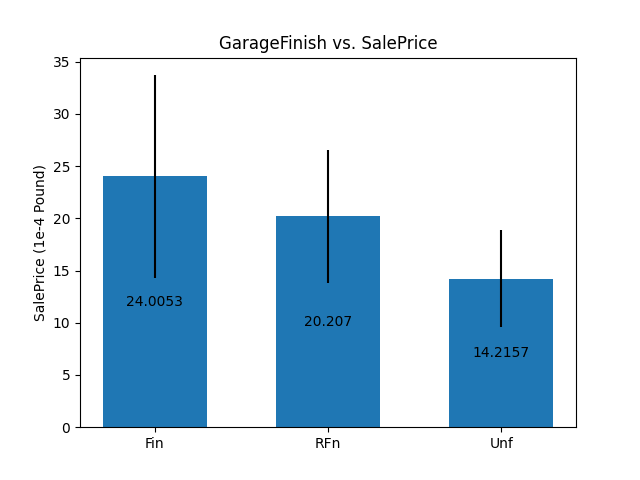 GarageFinish vs. SalePrice
SalePrice (1e-4 Pound)
35
30
25
20
15
10
5
0
24.0053
20.207
14.2157
Fin
RFn
Unf